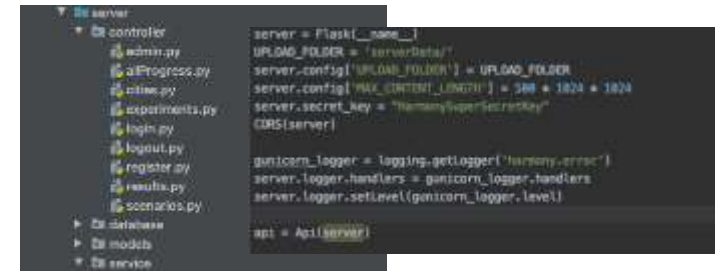 server
controller
admin.py
aiProgress.py
cities.py
experiments.py
login.py
logout.py
register.py
results.py
scenarios.py
database
models
service
server = Flask(__name__)
UPLOAD_FOLDER = 'serverData/'
server.config['UPLOAD_FOLDER'] = UPLOAD_FOLDER
server.config['MAX_CONTENT_LENGTH'] = 500 * 1024 * 1024
server.secret_key = "HarmonySuperSecretKey"
CORS(server)
gunicorn_logger = logging.getLogger('harmony.error')
server.logger.handlers = gunicorn_logger.handlers
server.logger.setLevel(gunicorn_logger.level)
api = Api(server)